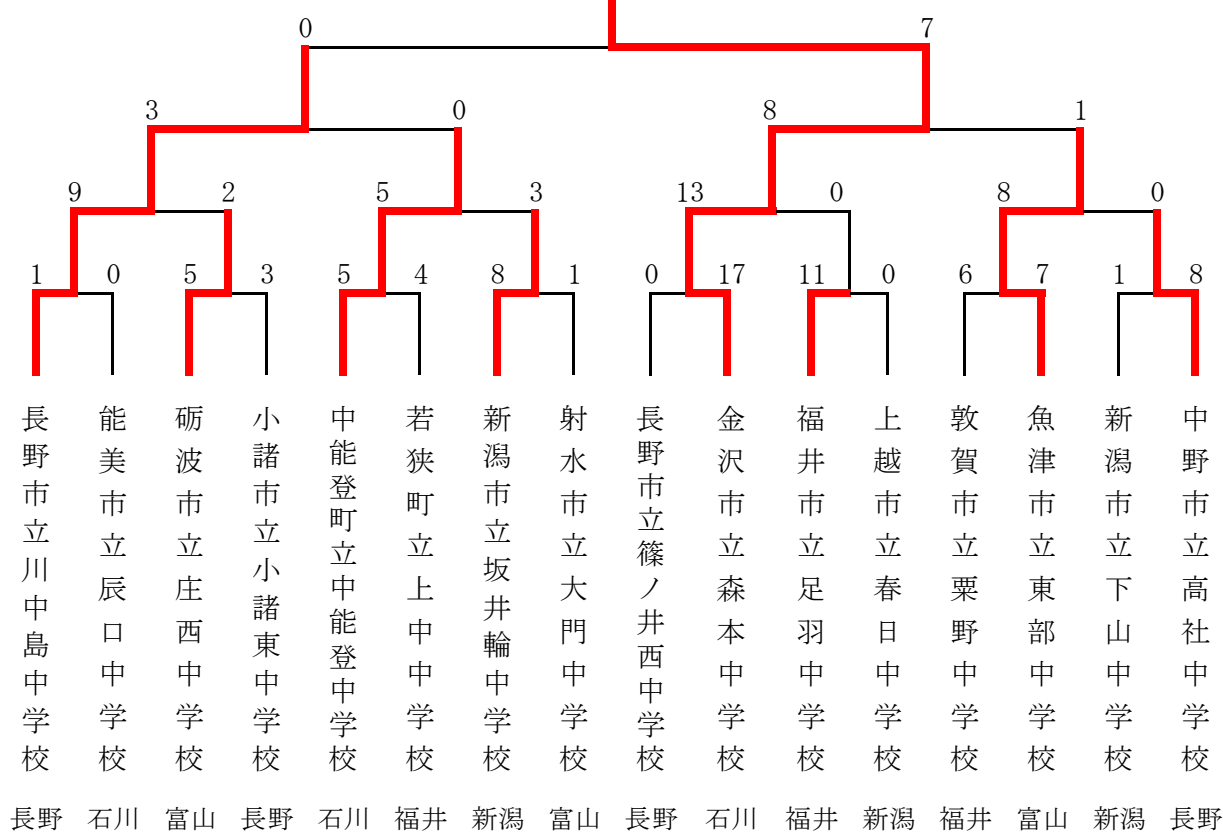 0 7
3 0 8 1
9 2 5 3 13 0 8 0
1 0 5 3 5 4 8 1 0 17 11 0 6 7 1 8
長野市立川中島中学校
能美市立辰口中学校
砺波市立庄西中学校
小諸市立小諸東中学校
中能登町立中能登中学校
若狭町立上中中学校
新潟市立坂井輪中学校
射水市立大門中学校
長野市立篠ノ井西中学校
金沢市立森本中学校
福井市立足羽中学校
上越市立春日中学校
敦賀市立粟野中学校
魚津市立東部中学校
新潟市立下山中学校
中野市立高社中学校
長野 石川 富山 長野 石川 福井 新潟 富山 長野 石川 福井 新潟 福井 富山 新潟 長野